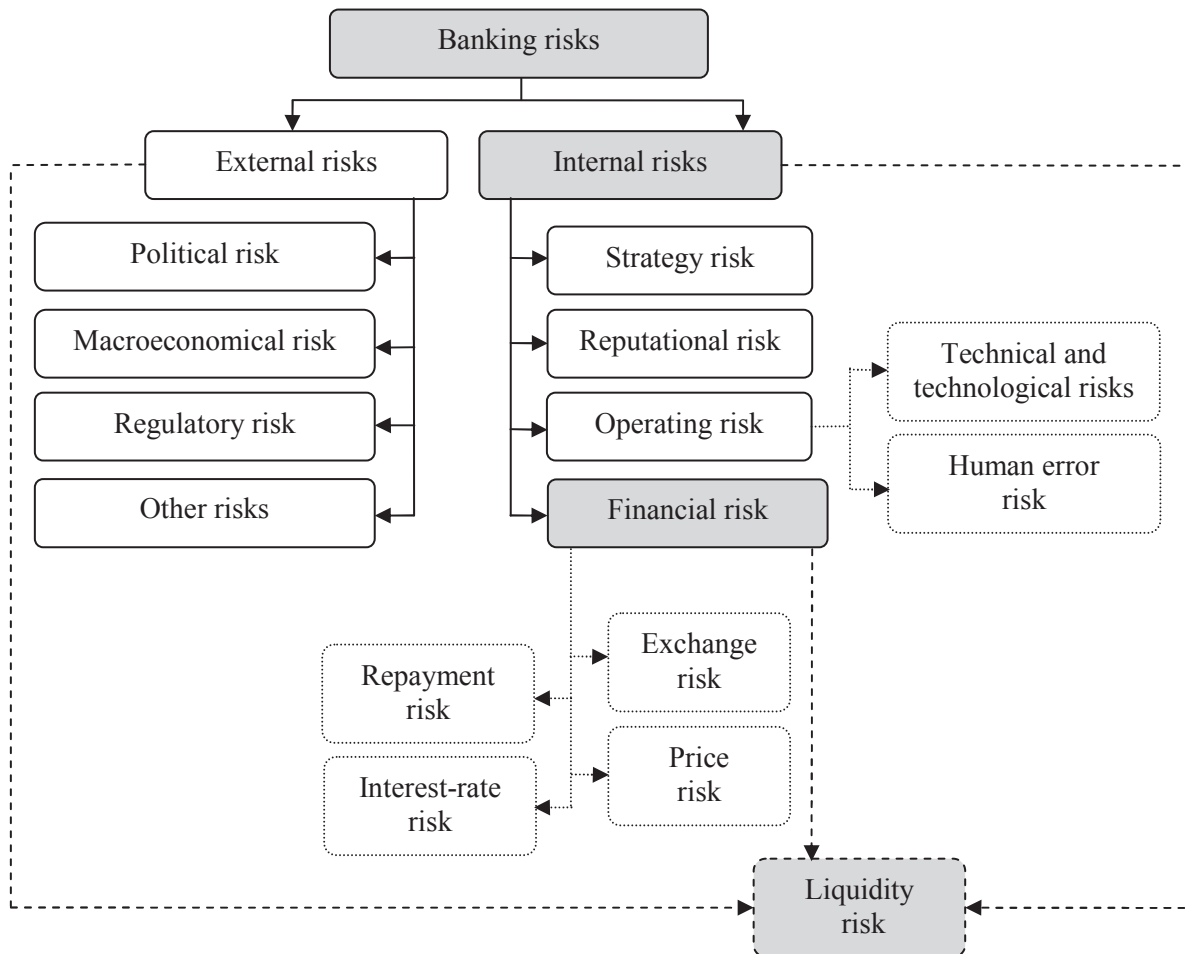 Banking risks
External risks
Internal risks
Political risk
Strategy risk
Macroeconomical risk
Reputational risk
Technical and
technological risks
Regulatory risk
Operating risk
Human error
risk
Other risks
Financial risk
Exchange
risk
Repayment
risk
Price
risk
Interest-rate
risk
Liquidity
risk